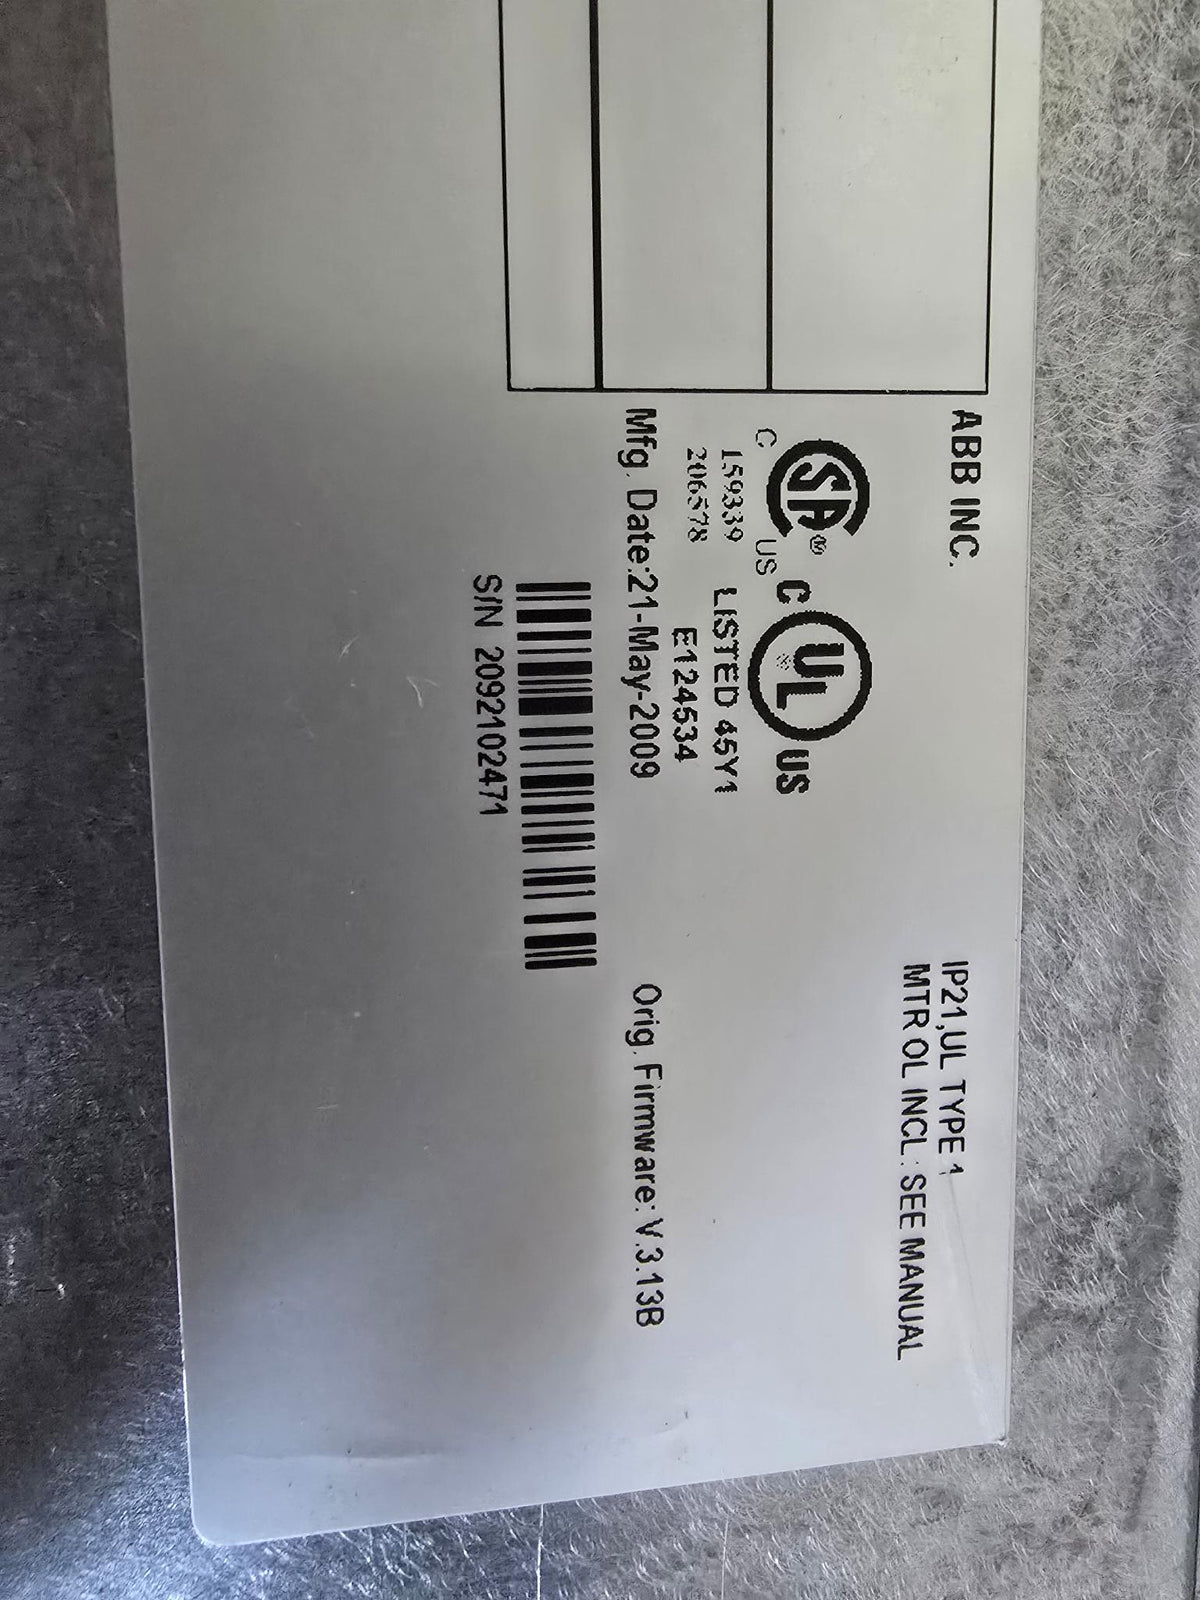 ABB INC.
IP21,UL TYPE 1
MTR OL INCL.: SEE MANUAL
SA®
C US
C UL US
159339
206578
LISTED 45Y1
E124534
Mfg. Date:21-May-2009
Orig. Firmware: V.3.13B
S/N 2092102471